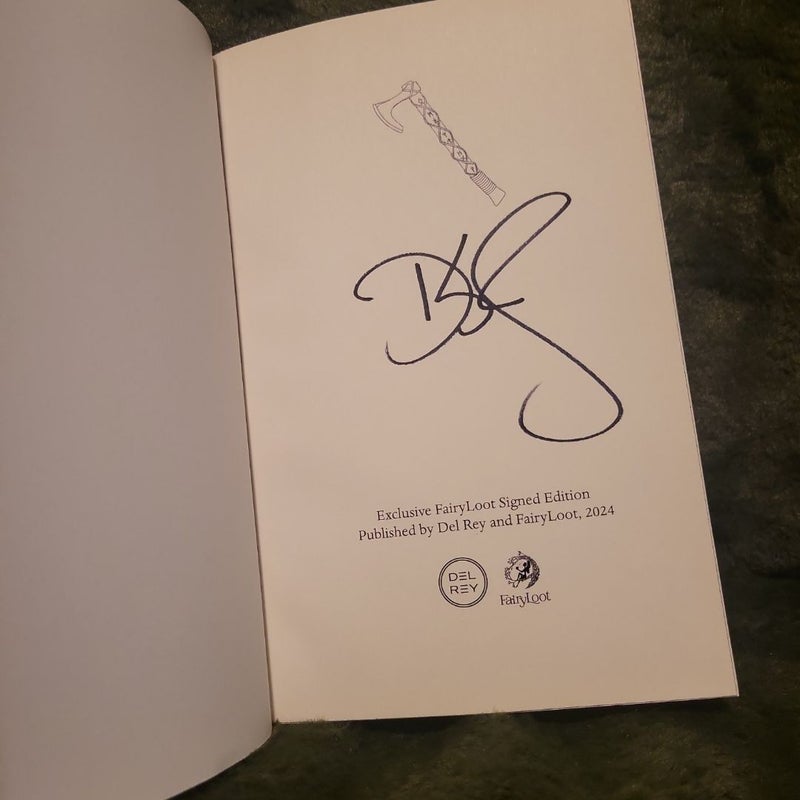 Exclusive FairyLoot Signed Edition
Published by Del Rey and FairyLoot, 2024
DEL
REY
FairyLoot